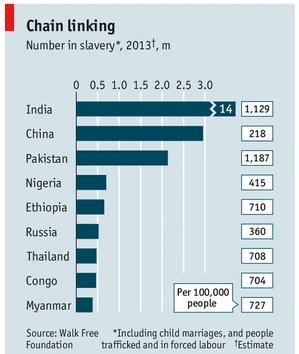 Chain linking
Number in slavery*, 2013†, m
0 0.5 1.0 1.5 2.0 2.5 3.0
India 14 1,129
China 218
Pakistan 1,187
Nigeria 415
Ethiopia 710
Russia 360
Thailand 708
Congo 704
Per 100,000
people
Myanmar 727
Source: Walk Free *Including child marriages, and people
Foundation trafficked and in forced labour †Estimate